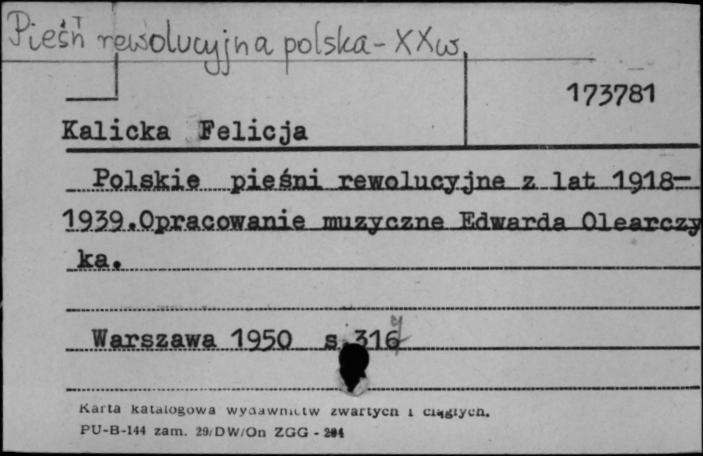 Pieśń rewolucyjna polska - XX w.
173781
Kalicka Felicja
Polskie pieśni rewolucyjne z lat 1918-
1939.Opracowanie muzyczne Edwarda Olearczy
ka.
Warszawa 1950 s. 316
Karta katalogowa wydawnictw zwartych i ciągłych.
PU-B-144 zam. 29/DW/On ZGG - 284